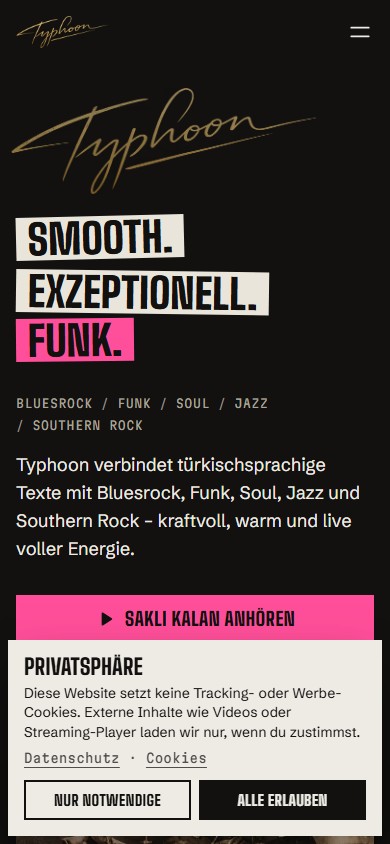 Typhoon
Typhoon
SMOOTH.
EXZEPTIONELL.
FUNK.
BLUESROCK / FUNK / SOUL / JAZZ
/ SOUTHERN ROCK
Typhoon verbindet türkischsprachige
Texte mit Bluesrock, Funk, Soul, Jazz und
Southern Rock – kraftvoll, warm und live
voller Energie.
SAKLI KALAN ANHÖREN
PRIVATSPHÄRE
Diese Website setzt keine Tracking- oder Werbe-
Cookies. Externe Inhalte wie Videos oder
Streaming-Player laden wir nur, wenn du zustimmst.
Datenschutz · Cookies
NUR NOTWENDIGE
ALLE ERLAUBEN